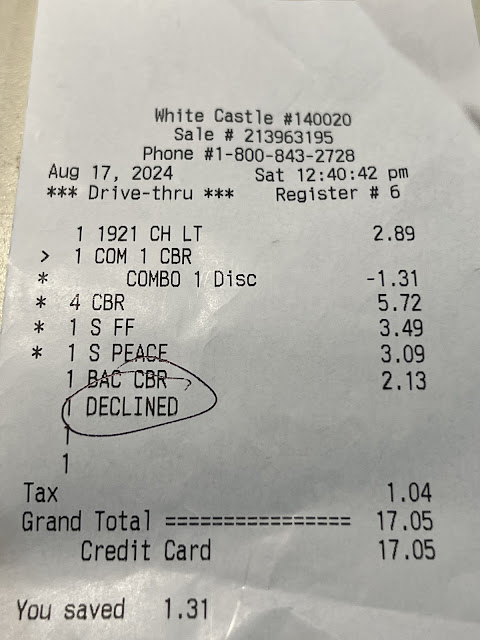 White Castle #140020
Sale # 213963195
Phone #1-800-843-2728
Aug 17, 2024 Sat 12:40:42 pm
*** Drive-thru *** Register # 6
1 1921 CH LT 2.89
> 1 COM 1 CBR
* COMBO 1 Disc -1.31
* 4 CBR 5.72
* 1 S FF 3.49
* 1 S PEACE 3.09
1 BAC CBR 2.13
1 DECLINED
1
1
Tax 1.04
Grand Total ================ 17.05
Credit Card 17.05
You saved 1.31